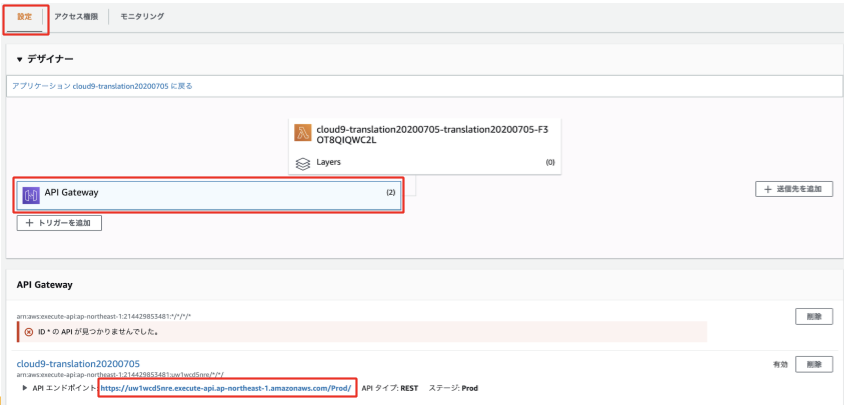 設定 アクセス権限 モニタリング
▼ デザイナー
アプリケーション cloud9-translation20200705 に戻る
cloud9-translation20200705-translation20200705-F3
OT8QIQWC2L
Layers (0)
API Gateway (2)
+ 送信先を追加
+ トリガーを追加
API Gateway
arn:aws:execute-api:ap-northeast-1:214429853481:*/*/*/*
削除
ID * の API が見つかりませんでした。
cloud9-translation20200705 有効 削除
arn:aws:execute-api:ap-northeast-1:214429853481:uw1wcd5nre/*/*/
▶ API エンドポイント: https://uw1wcd5nre.execute-api.ap-northeast-1.amazonaws.com/Prod/ API タイプ: REST ステージ: Prod